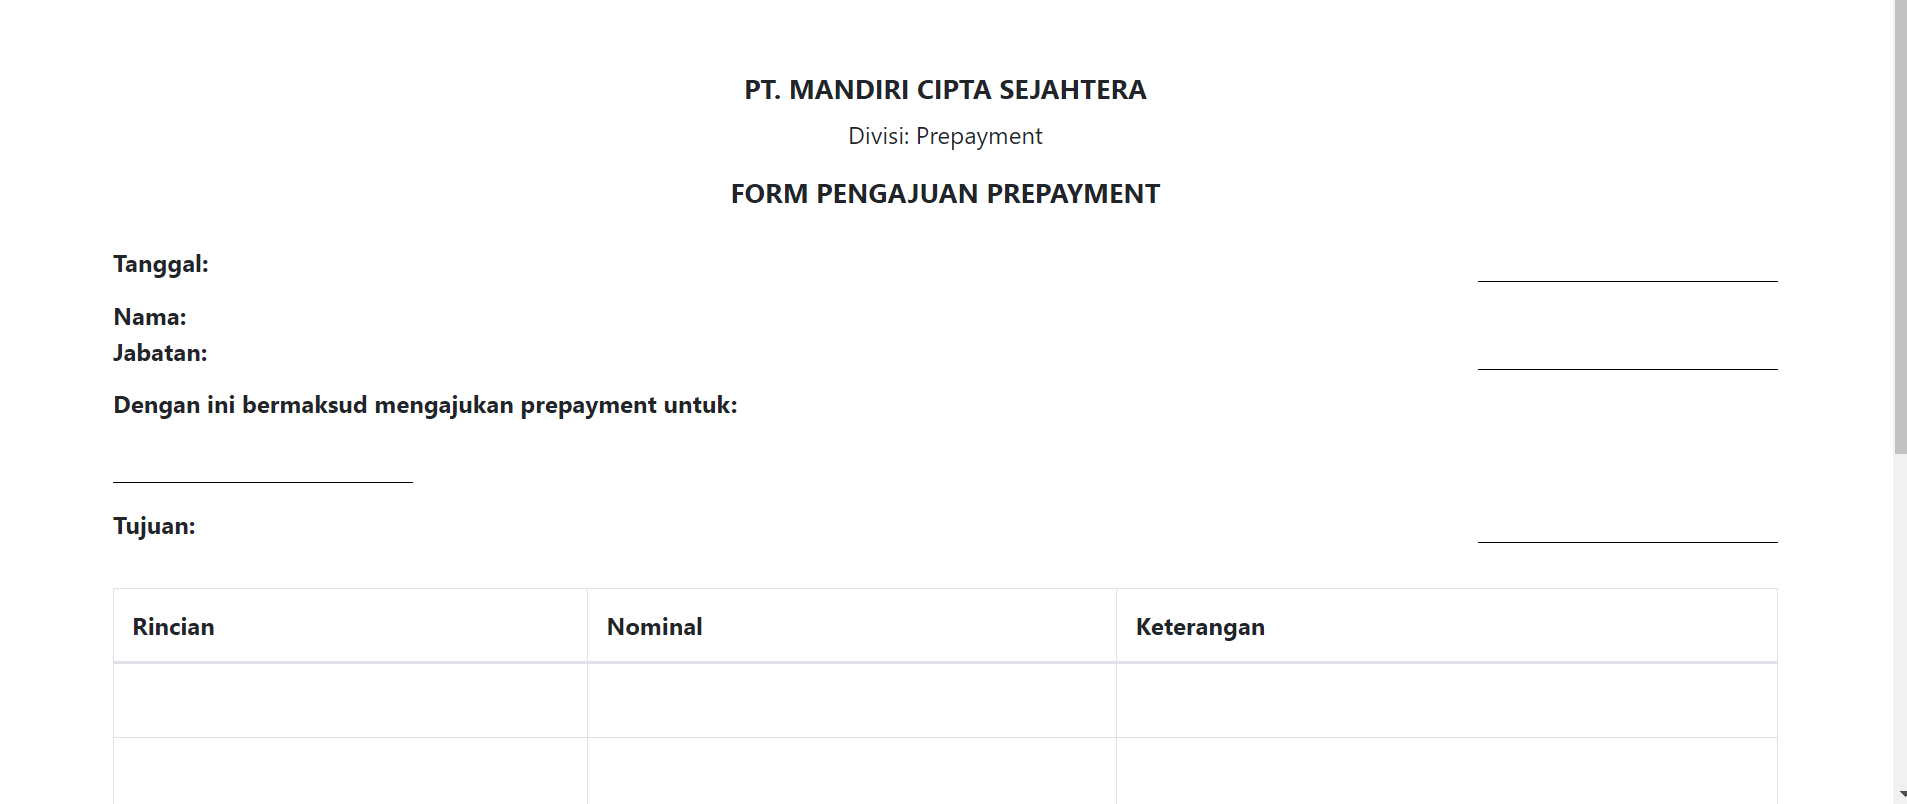 PT. MANDIRI CIPTA SEJAHTERA
Divisi: Prepayment
FORM PENGAJUAN PREPAYMENT
Tanggal:
Nama:
Jabatan:
Dengan ini bermaksud mengajukan prepayment untuk:
Tujuan:
Rincian Nominal Keterangan